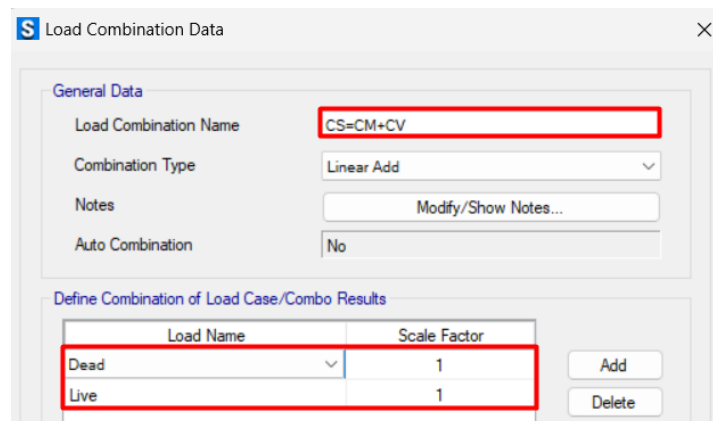 S Load Combination Data
General Data
Load Combination Name CS=CM+CV
Combination Type Linear Add
Notes Modify/Show Notes...
Auto Combination No
Define Combination of Load Case/Combo Results
Load Name Scale Factor
Dead 1 Add
Live 1 Delete